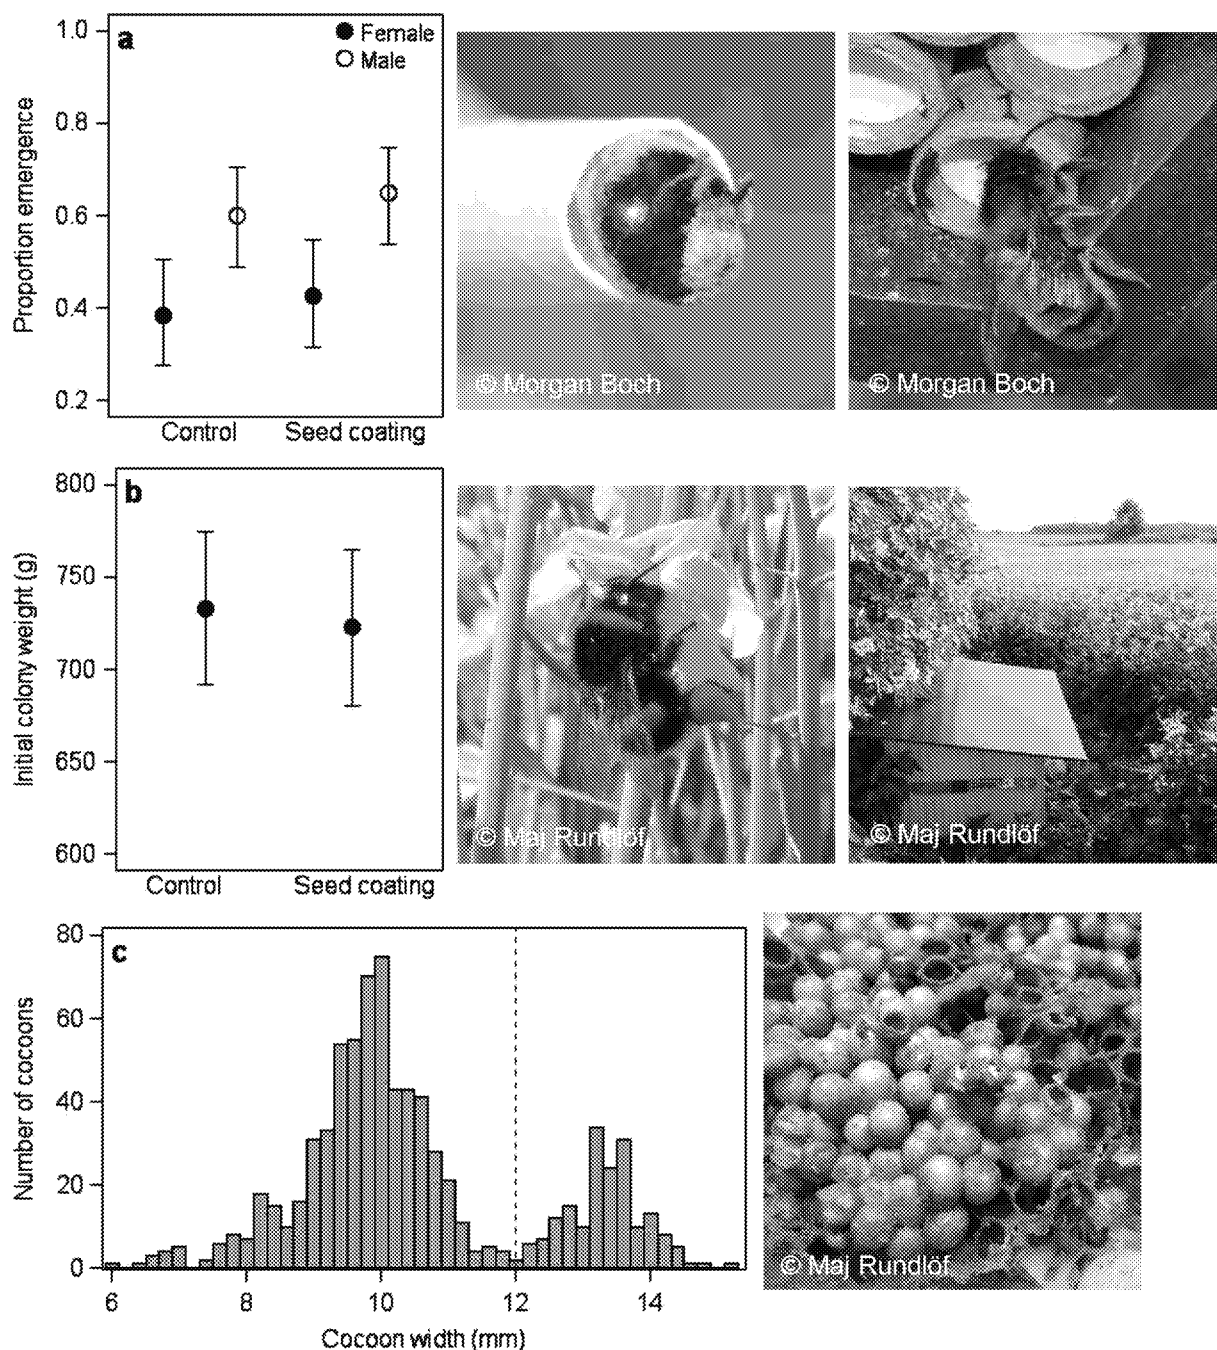 a
Female
Male
1.0
0.8
0.6
0.4
0.2
Proportion emergence
Control
Seed coating
© Morgan Boch
© Morgan Boch
b
800
750
700
650
600
Initial colony weight (g)
Control
Seed coating
© Maj Rundlöf
© Maj Rundlöf
c
80
60
40
20
0
Number of cocoons
6
8
10
12
14
Cocoon width (mm)
© Maj Rundlöf